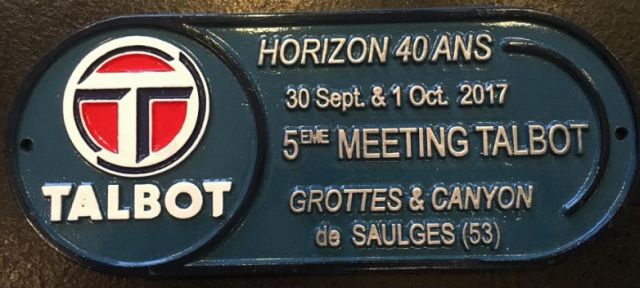 TALBOT
HORIZON 40 ANS
30 Sept. & 1 Oct. 2017
5EME MEETING TALBOT
GROTTES & CANYON
de SAULGES (53)